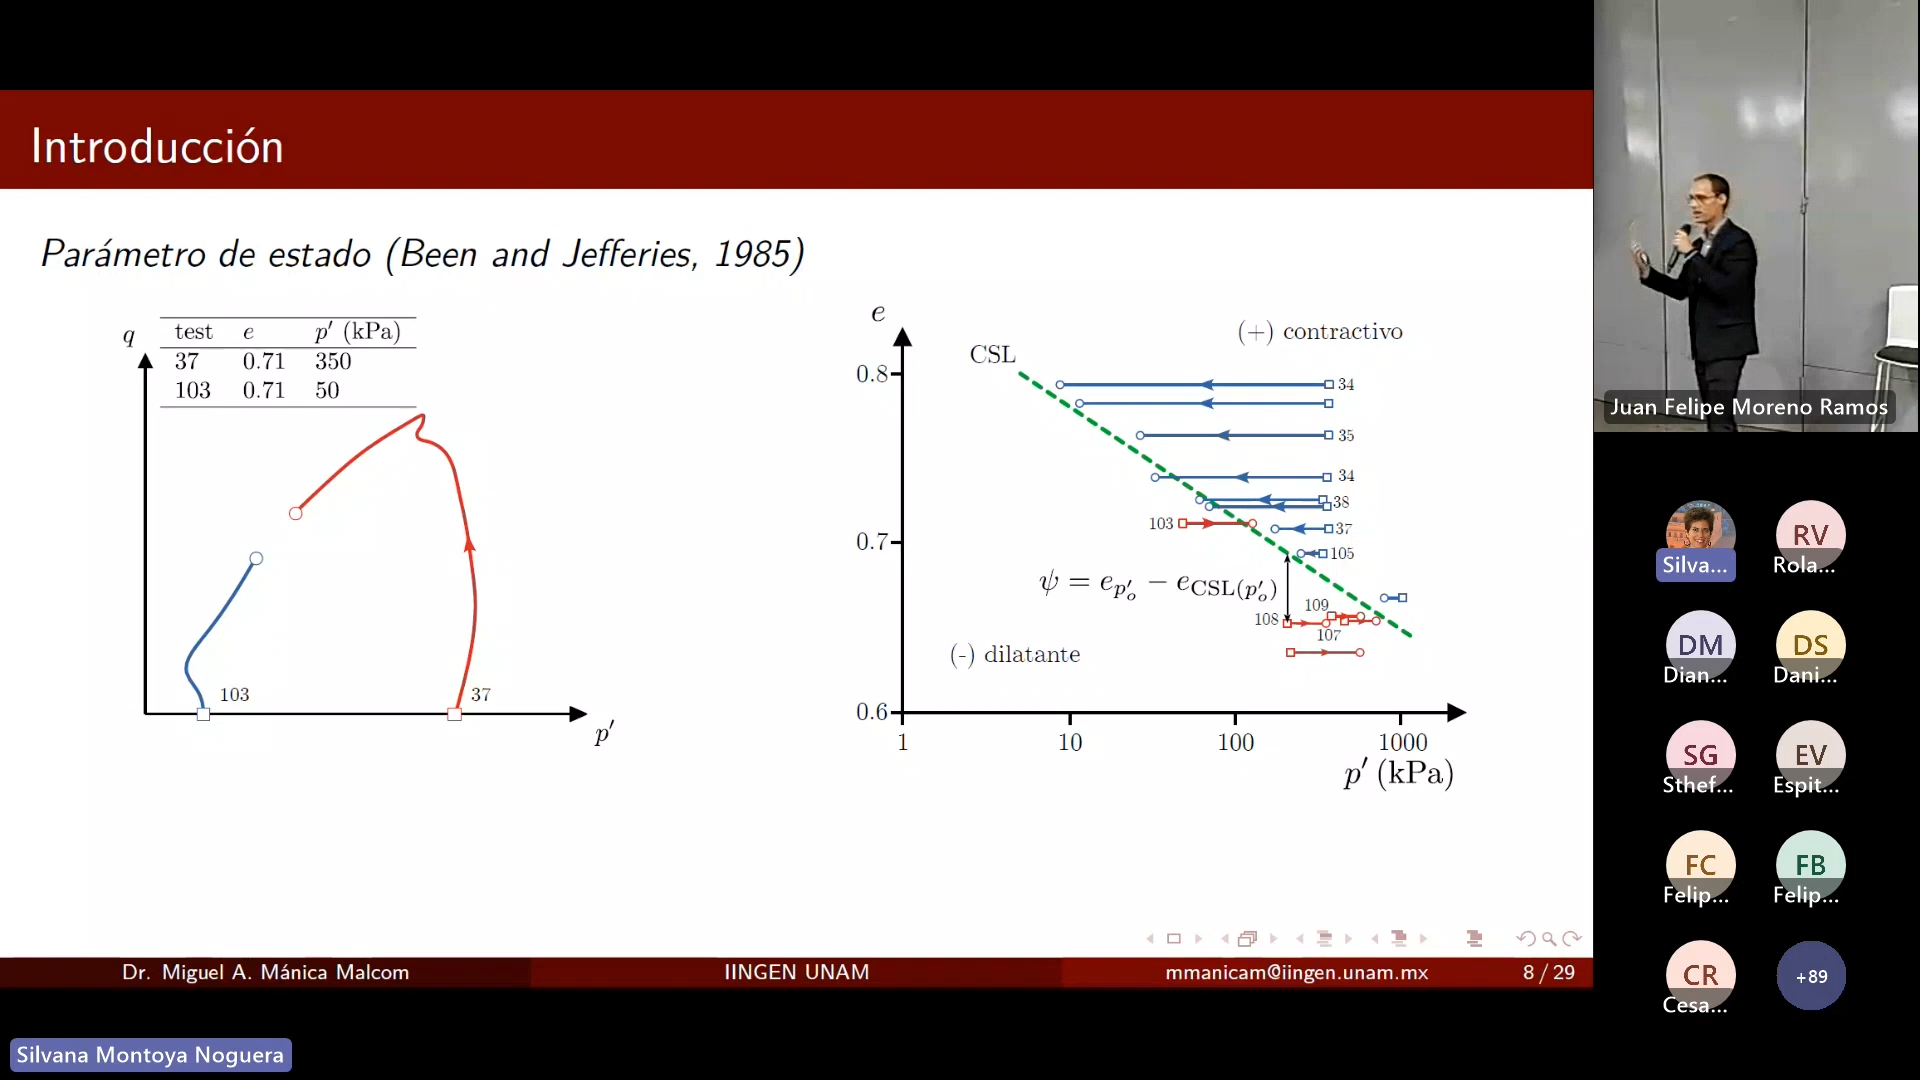 Introducción
Parámetro de estado (Been and Jefferies, 1985)
test e p′ (kPa)
37 0.71 350
103 0.71 50
q
103
37
p′
e
(+) contractivo
CSL
0.8
34
35
34
38
103
37
0.7
105
ψ = eₚ′ₒ − e_CSL(p′ₒ)
109
108
107
(-) dilatante
0.6
1 10 100 1000
p′ (kPa)
Dr. Miguel A. Mánica Malcom IINGEN UNAM mmanicam@iingen.unam.mx 8 / 29
Juan Felipe Moreno Ramos
Silva...
RV
Rola...
DM
Dian...
DS
Dani...
SG
Sthef...
EV
Espit...
FC
Felip...
FB
Felip...
CR
Cesa...
+89
Silvana Montoya Noguera